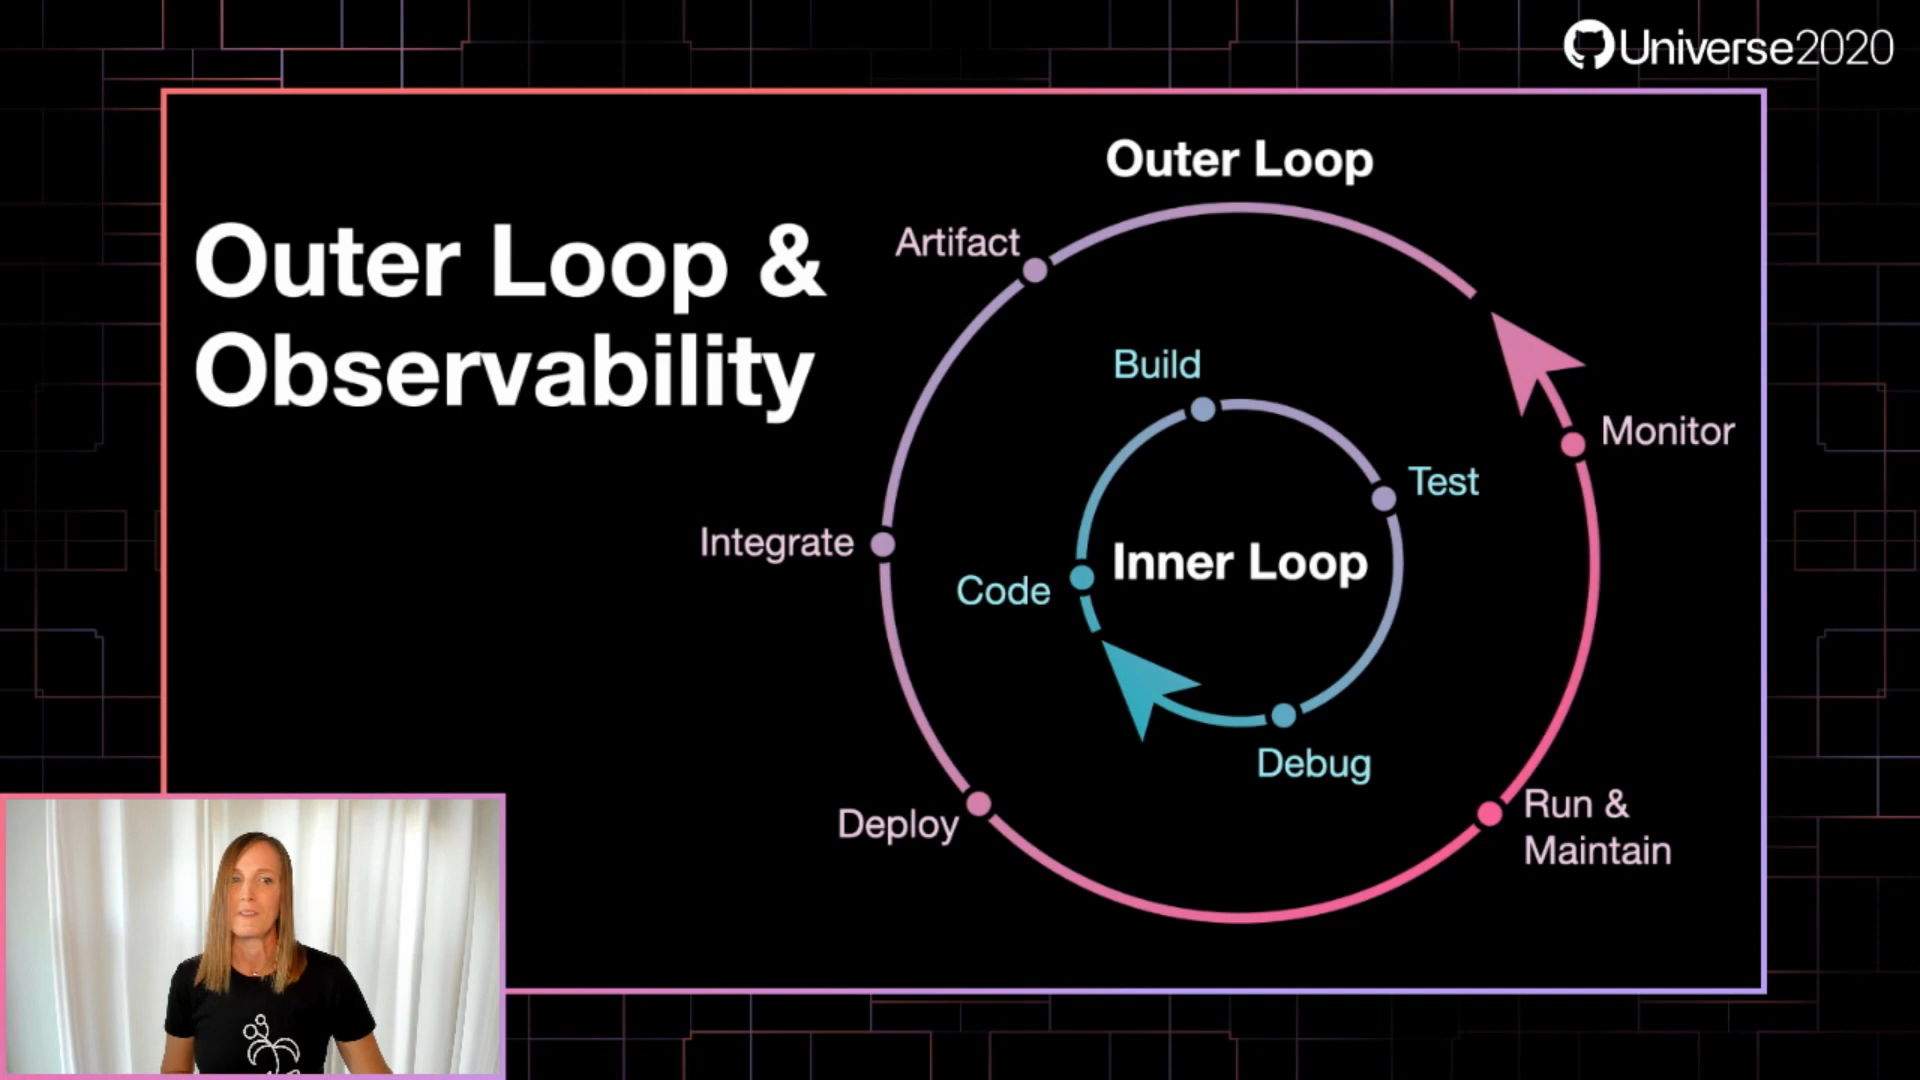 Universe2020
Outer Loop &
Observability
Outer Loop
Artifact
Build
Monitor
Test
Integrate
Inner Loop
Code
Debug
Deploy
Run &
Maintain